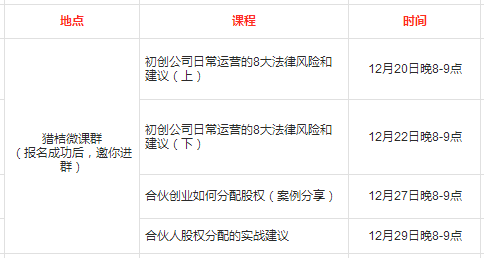 地点 课程 时间
初创公司日常运营的8大法律风险和
建议（上）
12月20日晚8-9点
猎桔微课群
（报名成功后，邀你进
群）
初创公司日常运营的8大法律风险和
建议（下）
12月22日晚8-9点
合伙创业如何分配股权（案例分享）
12月27日晚8-9点
合伙人股权分配的实战建议
12月29日晚8-9点